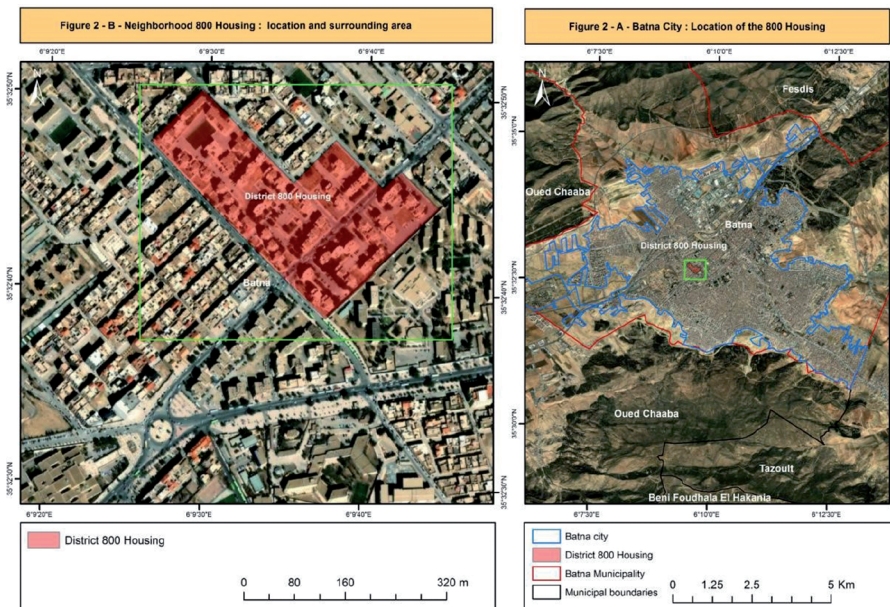 Figure 2 - B - Neighborhood 800 Housing : location and surrounding area
6°9'20"E 6°9'30"E 6°9'40"E
N
District 800 Housing
Batna
6°9'20"E 6°9'30"E 6°9'40"E
District 800 Housing
0 80 160 320 m
Figure 2 - A - Batna City : Location of the 800 Housing
6°7'30"E 6°10'0"E 6°12'30"E
N
Fesdis
Oued Chaaba
Batna
District 800 Housing
Oued Chaaba
Tazoult
Beni Foudhala El Hakania
6°7'30"E 6°10'0"E 6°12'30"E
Batna city
District 800 Housing
Batna Municipality
Municipal boundaries
0 1.25 2.5 5 Km